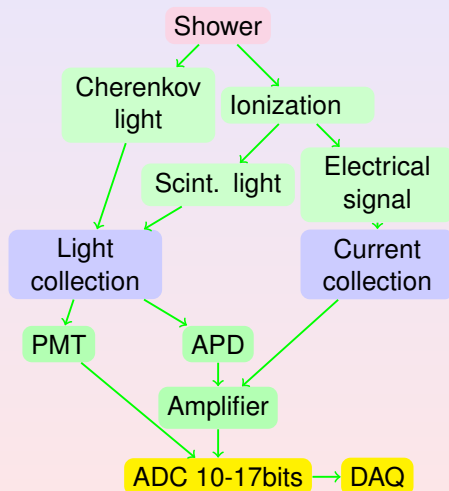 Shower
Cherenkov
light
Ionization
Scint. light
Electrical
signal
Light
collection
Current
collection
PMT
APD
Amplifier
ADC 10-17bits
DAQ